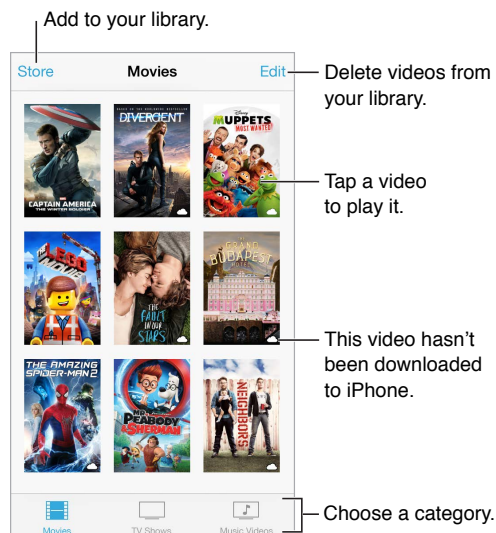 Add to your library.
Store
Movies
Edit
Delete videos from
your library.
CAPTAIN AMERICA
THE WINTER SOLDIER
DIVERGENT
Disney
MUPPETS
MOST WANTED
Tap a video
to play it.
THE LEGO
MOVIE
THE
FAULT
IN OUR
STARS
THE
GRAND
BUDAPEST
HOTEL
This video hasn't
been downloaded
to iPhone.
THE AMAZING
SPIDER-MAN 2
MR.
PEABODY
&SHERMAN
NEIGHBORS
Movies
TV Shows
Music Videos
Choose a category.